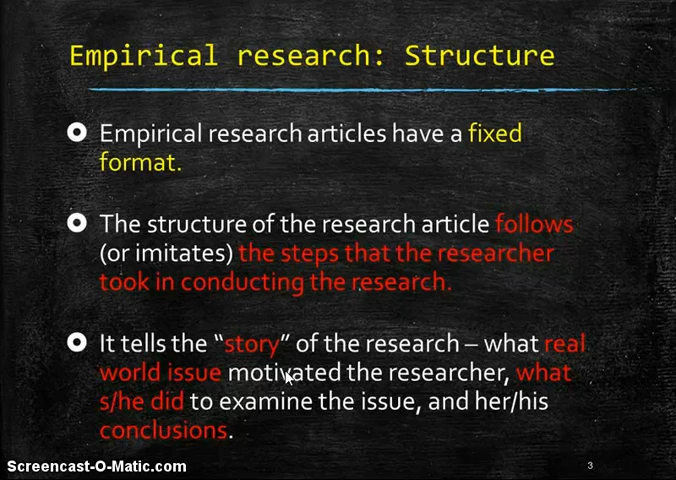 Empirical research: Structure
Empirical research articles have a fixed
format.
The structure of the research article follows
(or imitates) the steps that the researcher
took in conducting the research.
It tells the “story” of the research – what real
world issue motivated the researcher, what
s/he did to examine the issue, and her/his
conclusions.
Screencast-O-Matic.com
3